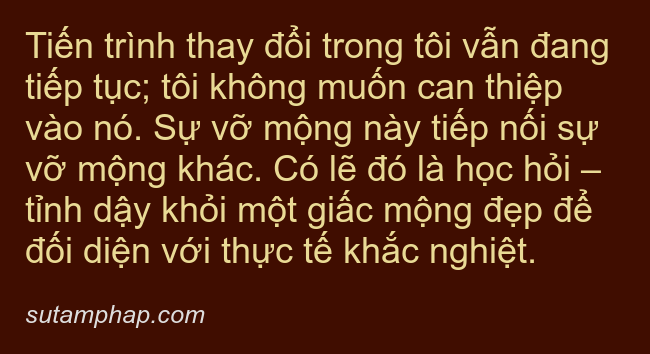 Tiến trình thay đổi trong tôi vẫn đang
tiếp tục; tôi không muốn can thiệp
vào nó. Sự vỡ mộng này tiếp nối sự
vỡ mộng khác. Có lẽ đó là học hỏi –
tỉnh dậy khỏi một giấc mộng đẹp để
đối diện với thực tế khắc nghiệt.
sutamphap.com